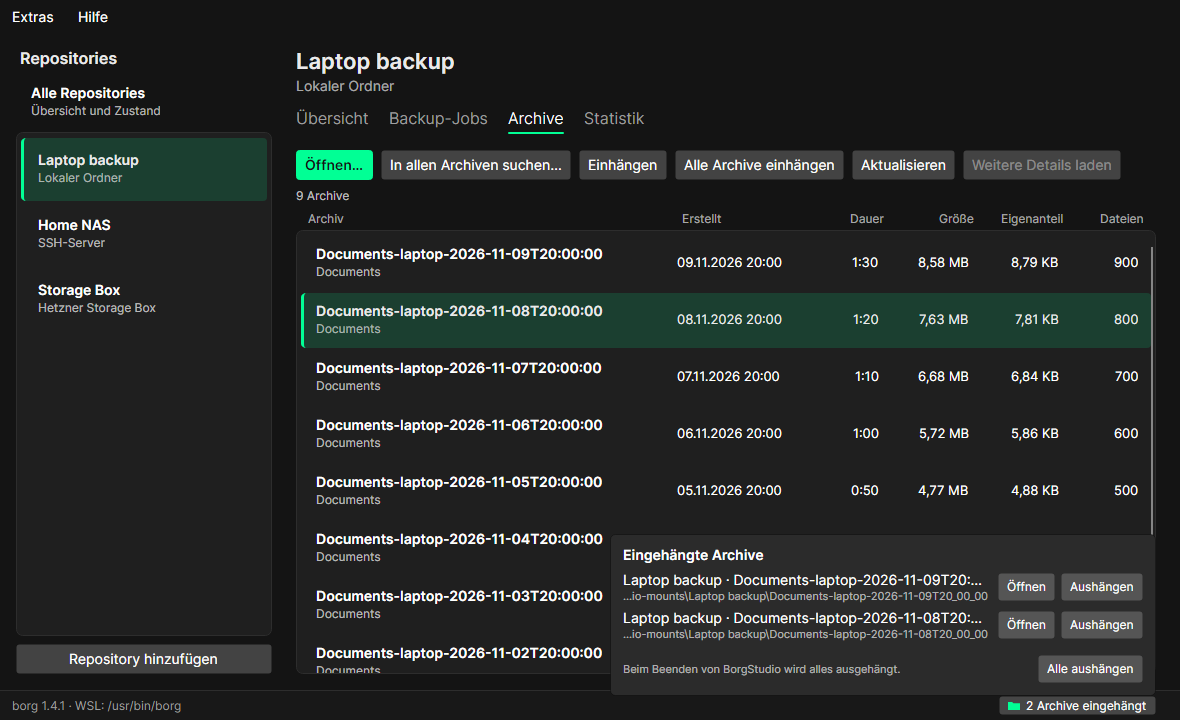 Extras Hilfe
Repositories
Alle Repositories
Übersicht und Zustand
Laptop backup
Lokaler Ordner
Home NAS
SSH-Server
Storage Box
Hetzner Storage Box
Repository hinzufügen
Laptop backup
Lokaler Ordner
Übersicht Backup-Jobs Archive Statistik
Öffnen... In allen Archiven suchen... Einhängen Alle Archive einhängen Aktualisieren Weitere Details laden
9 Archive
Archiv Erstellt Dauer Größe Eigenanteil Dateien
Documents-laptop-2026-11-09T20:00:00 09.11.2026 20:00 1:30 8,58 MB 8,79 KB 900
Documents
Documents-laptop-2026-11-08T20:00:00 08.11.2026 20:00 1:20 7,63 MB 7,81 KB 800
Documents
Documents-laptop-2026-11-07T20:00:00 07.11.2026 20:00 1:10 6,68 MB 6,84 KB 700
Documents
Documents-laptop-2026-11-06T20:00:00 06.11.2026 20:00 1:00 5,72 MB 5,86 KB 600
Documents
Documents-laptop-2026-11-05T20:00:00 05.11.2026 20:00 0:50 4,77 MB 4,88 KB 500
Documents
Documents-laptop-2026-11-04T20:00:00
Documents
Documents-laptop-2026-11-03T20:00:00
Documents
Documents-laptop-2026-11-02T20:00:00
Documents
Eingehängte Archive
Laptop backup · Documents-laptop-2026-11-09T20:... Öffnen Aushängen
...io-mounts\Laptop backup\Documents-laptop-2026-11-09T20_00_00
Laptop backup · Documents-laptop-2026-11-08T20:... Öffnen Aushängen
...io-mounts\Laptop backup\Documents-laptop-2026-11-08T20_00_00
Beim Beenden von BorgStudio wird alles ausgehängt. Alle aushängen
borg 1.4.1 · WSL: /usr/bin/borg 2 Archive eingehängt